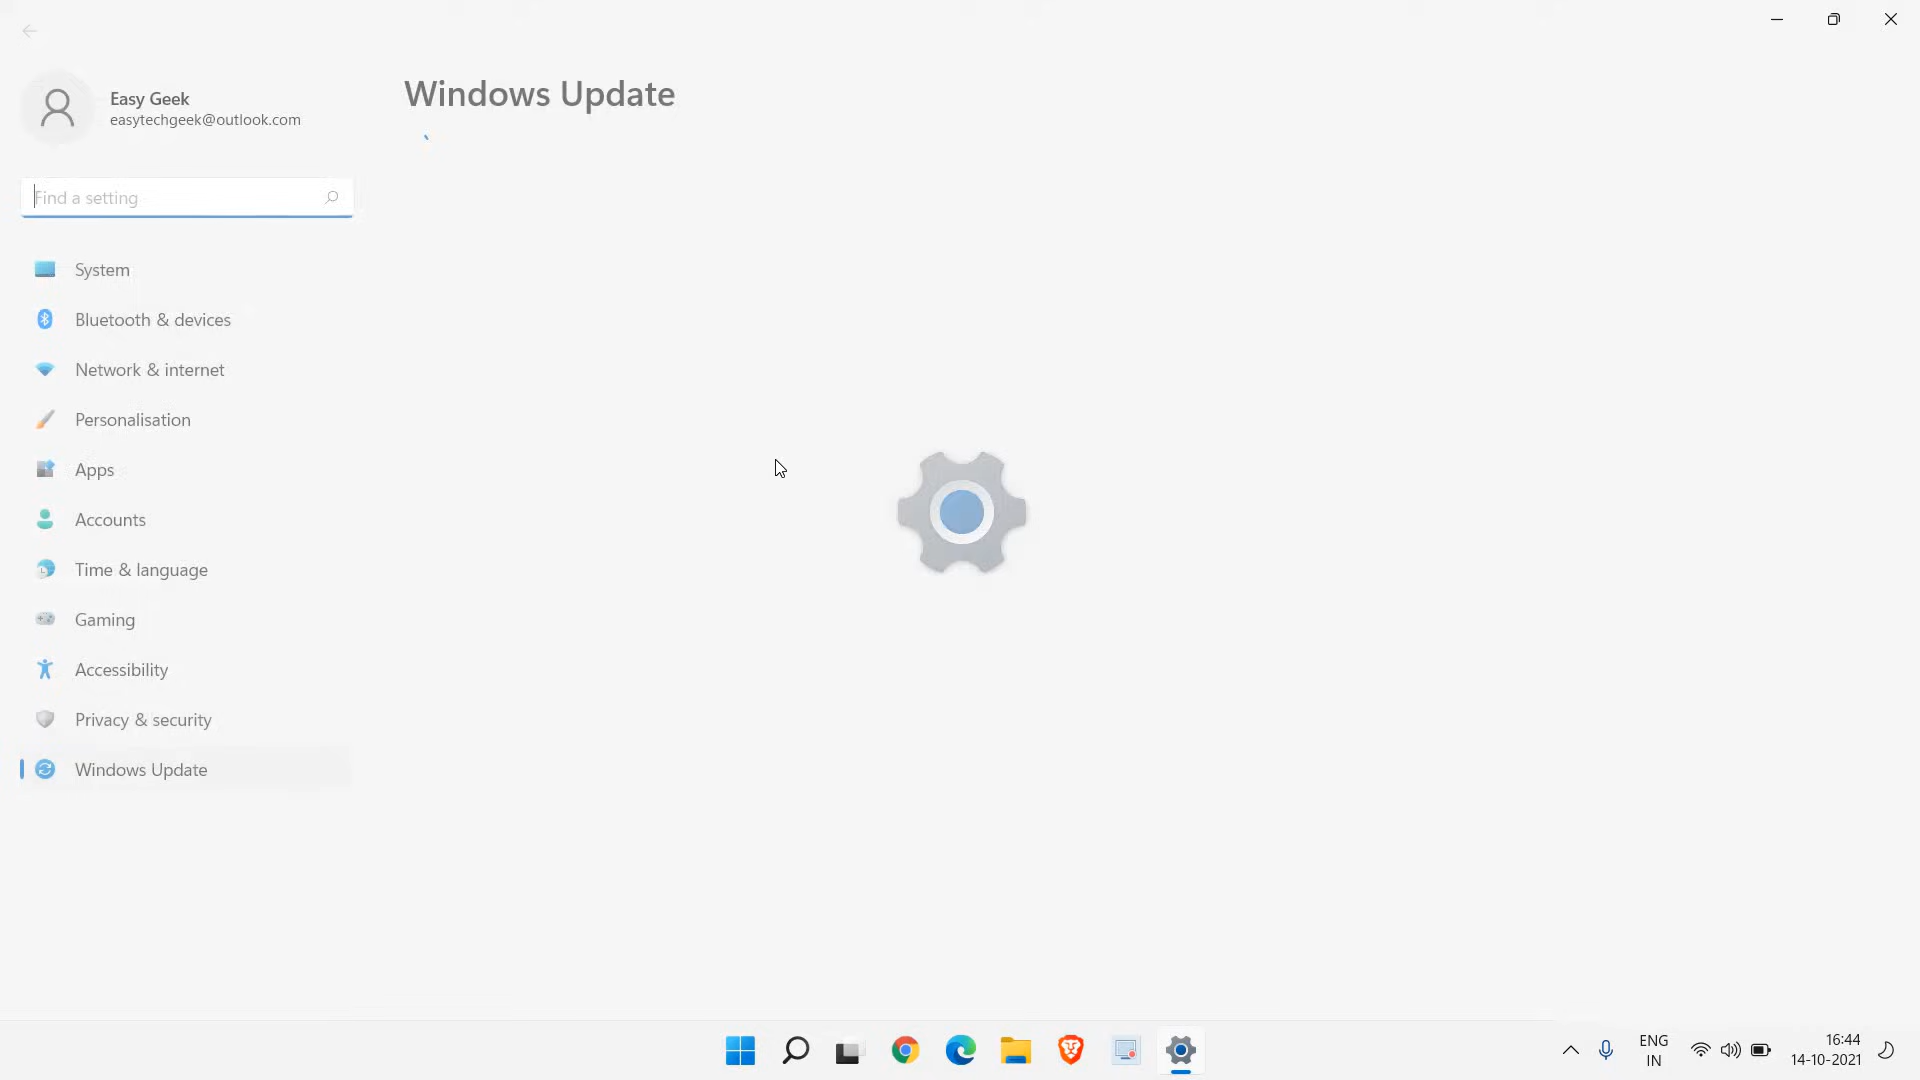 Easy Geek
easytechgeek@outlook.com
Find a setting
System
Bluetooth & devices
Network & internet
Personalisation
Apps
Accounts
Time & language
Gaming
Accessibility
Privacy & security
Windows Update
Windows Update
ENG
IN
16:44
14-10-2021